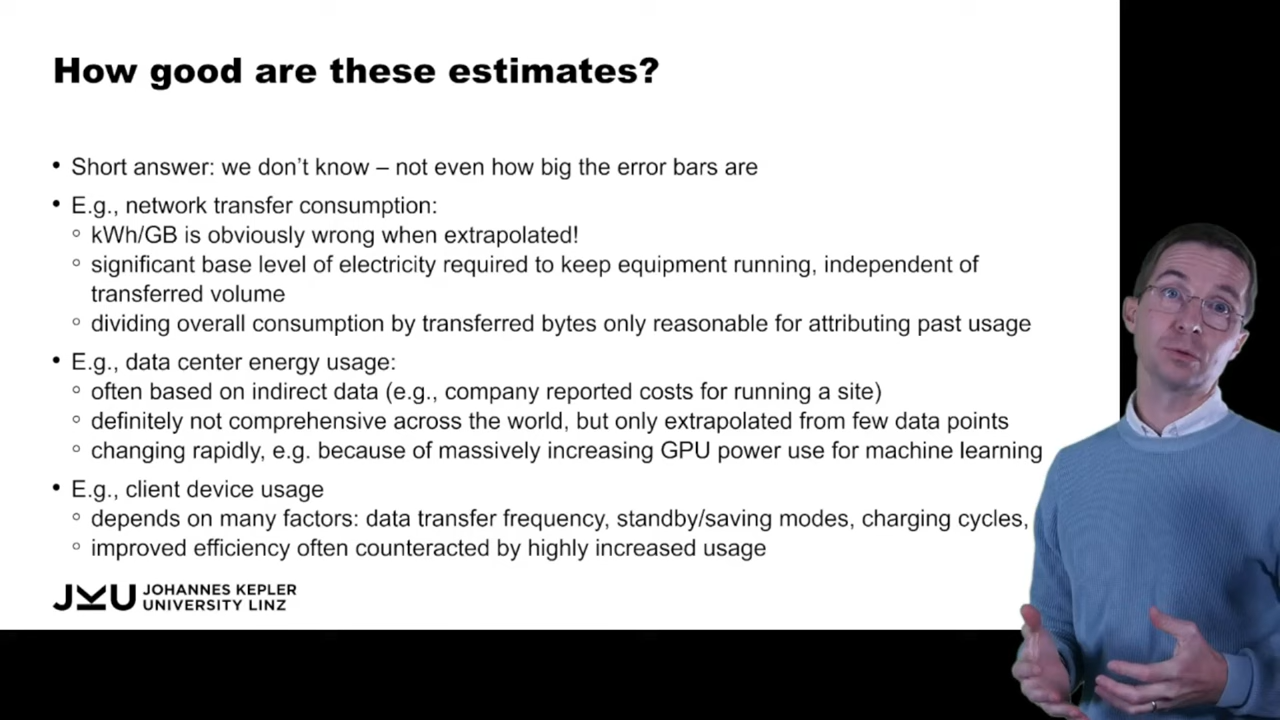 How good are these estimates?
• Short answer: we don't know – not even how big the error bars are
• E.g., network transfer consumption:
◦ kWh/GB is obviously wrong when extrapolated!
◦ significant base level of electricity required to keep equipment running, independent of
transferred volume
◦ dividing overall consumption by transferred bytes only reasonable for attributing past usage
• E.g., data center energy usage:
◦ often based on indirect data (e.g., company reported costs for running a site)
◦ definitely not comprehensive across the world, but only extrapolated from few data points
◦ changing rapidly, e.g. because of massively increasing GPU power use for machine learning
• E.g., client device usage
◦ depends on many factors: data transfer frequency, standby/saving modes, charging cycles,
◦ improved efficiency often counteracted by highly increased usage
JKU JOHANNES KEPLER
UNIVERSITY LINZ